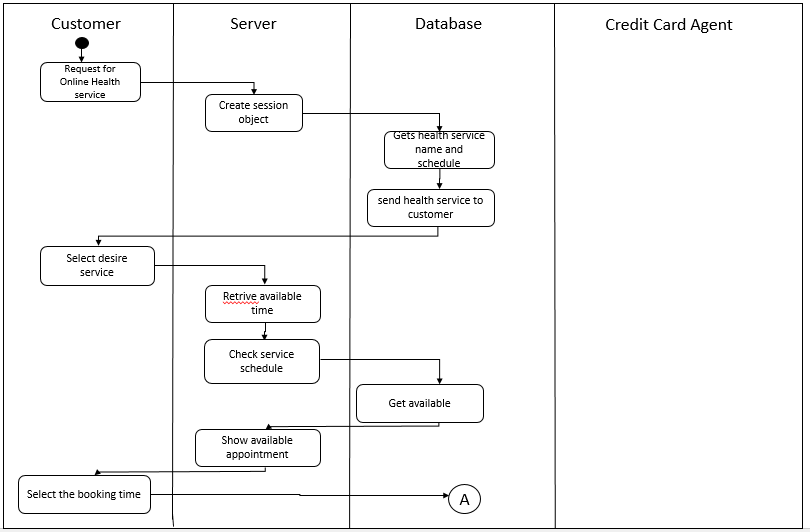 Customer
Server
Database
Credit Card Agent
Request for
Online Health
service
Create session
object
Gets health service
name and
schedule
send health service to
customer
Select desire
service
Retrive available
time
Check service
schedule
Get available
Show available
appointment
Select the booking time
A